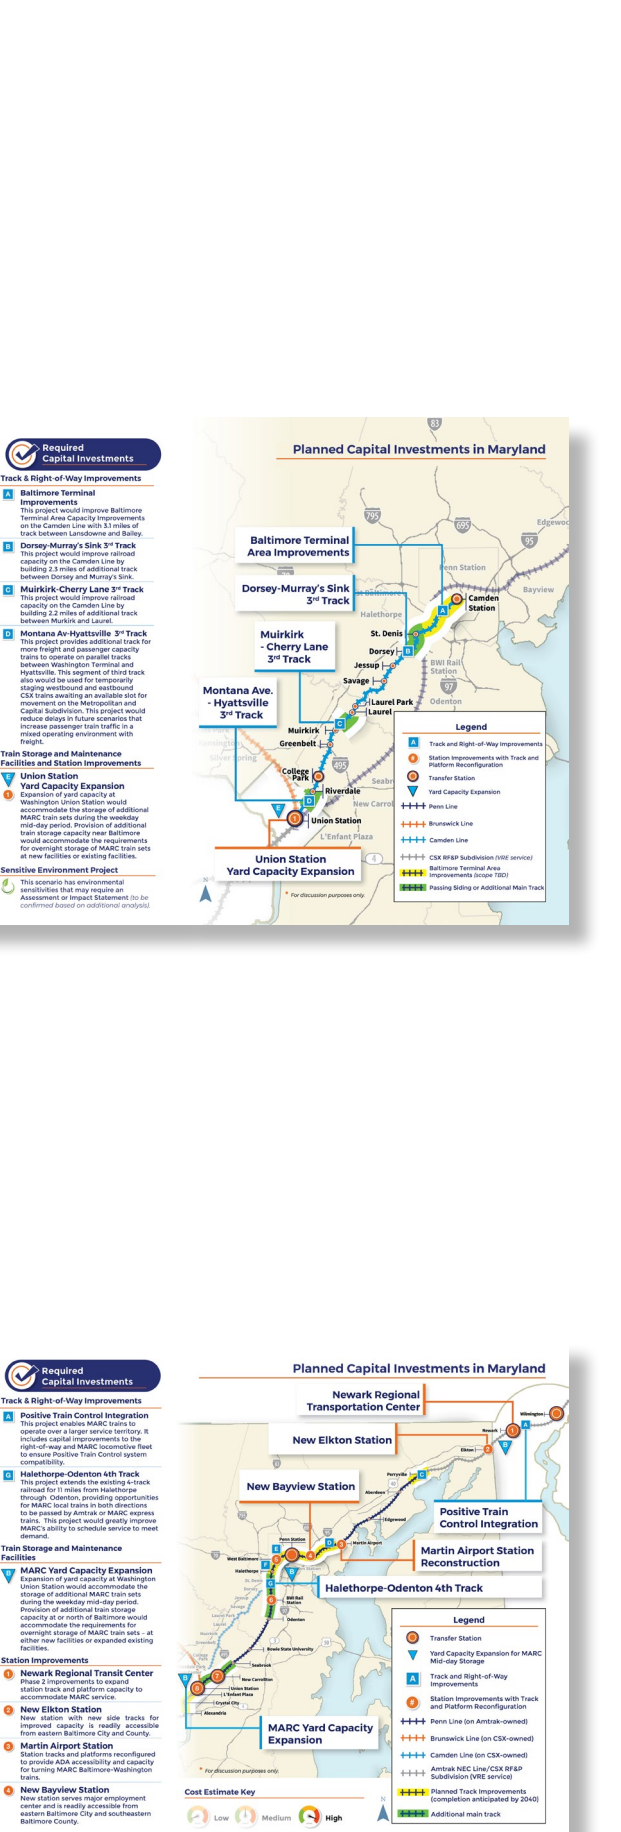 Required
Capital Investments
Track & Right-of-Way Improvements
A Baltimore Terminal
Improvements
This project would improve Baltimore
Terminal Area Capacity Improvements
on the Camden Line with 3.1 miles of
track between Lansdowne and Bailey.
B Dorsey-Murray's Sink 3rd Track
This project would improve railroad
capacity on the Camden Line by
building 2.3 miles of additional track
between Dorsey and Murray's Sink.
C Muirkirk-Cherry Lane 3rd Track
This project would improve railroad
capacity on the Camden Line by
building 2.2 miles of additional track
between Murkirk and Laurel.
D Montana Av-Hyattsville 3rd Track
This project provides additional track for
more freight and passenger capacity
trains to operate on parallel tracks
between Washington Terminal and
Hyattsville. This segment of third track
also would be used for temporarily
staging westbound and eastbound
CSX trains awaiting an available slot for
movement on the Metropolitan and
Capital Subdivision. This project would
reduce delays in future scenarios that
increase passenger train traffic in a
mixed operating environment with
freight.
Train Storage and Maintenance
Facilities and Station Improvements
E Union Station
1 Yard Capacity Expansion
Expansion of yard capacity at
Washington Union Station would
accommodate the storage of additional
MARC train sets during the weekday
mid-day period. Provision of additional
train storage capacity near Baltimore
would accommodate the requirements
for overnight storage of MARC train sets
at new facilities or existing facilities.
Sensitive Environment Project
This scenario has environmental
sensitivities that may require an
Assessment or Impact Statement (to be
confirmed based on additional analysis).
Planned Capital Investments in Maryland
83
795
695
Edgewoo
95
Baltimore Terminal
Area Improvements
Penn Station
Bayview
Dorsey-Murray's Sink
3rd Track
A
Camden
Station
Halethorpe
St. Denis
Muirkirk
- Cherry Lane
3rd Track
Dorsey
B
Jessup
BWI Rail
Station
Savage
97
Odenton
Montana Ave.
- Hyattsville
3rd Track
Laurel Park
Laurel
C
Muirkirk
Greenbelt
Silver Spring
495
College
Park
Seabr
Riverdale
D
New Carrol
E
1 Union Station
L'Enfant Plaza
Union Station
Yard Capacity Expansion
4
N
* For discussion purposes only.
Legend
A Track and Right-of-Way Improvements
# Station Improvements with Track and
Platform Reconfiguration
Transfer Station
Yard Capacity Expansion
Penn Line
Brunswick Line
Camden Line
CSX RF&P Subdivision (VRE service)
Baltimore Terminal Area
Improvements (scope TBD)
Passing Siding or Additional Main Track
Required
Capital Investments
Track & Right-of-Way Improvements
A Positive Train Control Integration
This project enables MARC trains to
operate over a larger service territory. It
includes capital improvements to the
right-of-way and MARC locomotive fleet
to ensure Positive Train Control system
compatibility.
G Halethorpe-Odenton 4th Track
This project extends the existing 4-track
railroad for 11 miles from Halethorpe
through Odenton, providing opportunities
for MARC local trains in both directions
to be passed by Amtrak or MARC express
trains. This project would greatly improve
MARC's ability to schedule service to meet
demand.
Train Storage and Maintenance
Facilities
B MARC Yard Capacity Expansion
Expansion of yard capacity at Washington
Union Station would accommodate the
storage of additional MARC train sets
during the weekday mid-day period.
Provision of additional train storage
capacity at or north of Baltimore would
accommodate the requirements for
overnight storage of MARC train sets – at
either new facilities or expanded existing
facilities.
Station Improvements
1 Newark Regional Transit Center
Phase 2 improvements to expand
station track and platform capacity to
accommodate MARC service.
2 New Elkton Station
New station with new side tracks for
improved capacity is readily accessible
from eastern Baltimore City and County.
3 Martin Airport Station
Station tracks and platforms reconfigured
to provide ADA accessibility and capacity
for turning MARC Baltimore-Washington
trains.
4 New Bayview Station
New station serves major employment
center and is readily accessible from
eastern Baltimore City and southeastern
Baltimore County.
Planned Capital Investments in Maryland
Newark Regional
Transportation Center
Wilmington
A
Newark
1
New Elkton Station
Elkton
2
B
Perryville
C
New Bayview Station
Aberdeen
Edgewood
Positive Train
Control Integration
Penn Station
D
3
Martin Airport
E
4
West Baltimore
Martin Airport Station
Reconstruction
F
Halethorpe
B
G
Halethorpe-Odenton 4th Track
BWI Rail
Station
Odenton
Bowie State University
Seabrook
New Carrollton
B
Union Station
L'Enfant Plaza
Crystal City
Alexandria
MARC Yard Capacity
Expansion
* For discussion purposes only.
Cost Estimate Key
Low
Medium
High
N
Legend
Transfer Station
Yard Capacity Expansion for MARC
Mid-day Storage
A Track and Right-of-Way
Improvements
# Station Improvements with Track
and Platform Reconfiguration
Penn Line (on Amtrak-owned)
Brunswick Line (on CSX-owned)
Camden Line (on CSX-owned)
Amtrak NEC Line/CSX RF&P
Subdivision (VRE service)
Planned Track Improvements
(completion anticipated by 2040)
Additional main track